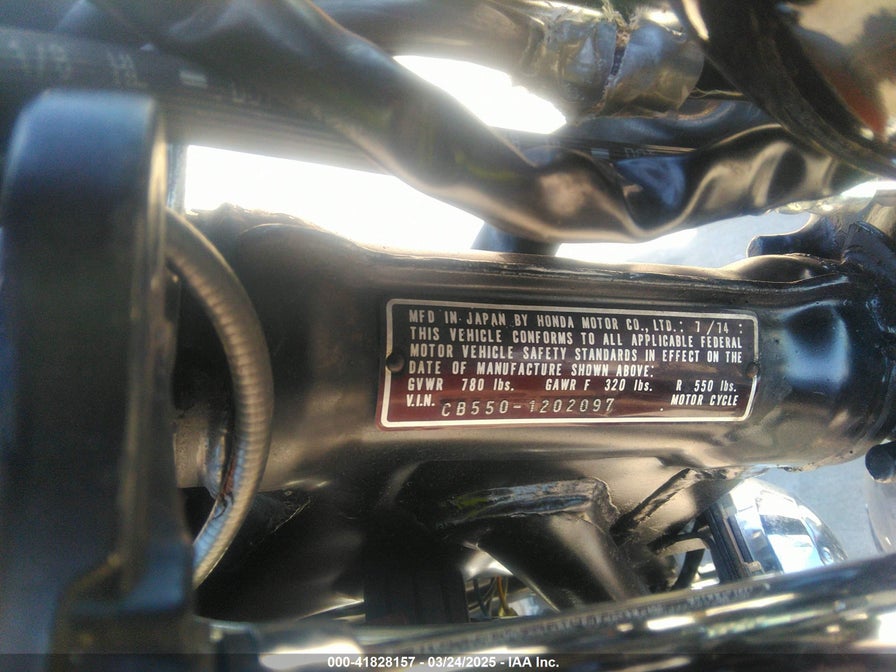 MFD IN JAPAN BY HONDA MOTOR CO., LTD.: 7/74 :
THIS VEHICLE CONFORMS TO ALL APPLICABLE FEDERAL
MOTOR VEHICLE SAFETY STANDARDS IN EFFECT ON THE
DATE OF MANUFACTURE SHOWN ABOVE:
GVWR 780 lbs. GAWR F 320 lbs. R 550 lbs.
V.I.N. CB550-1202097 MOTOR CYCLE
000-41828157 - 03/24/2025 - IAA Inc.